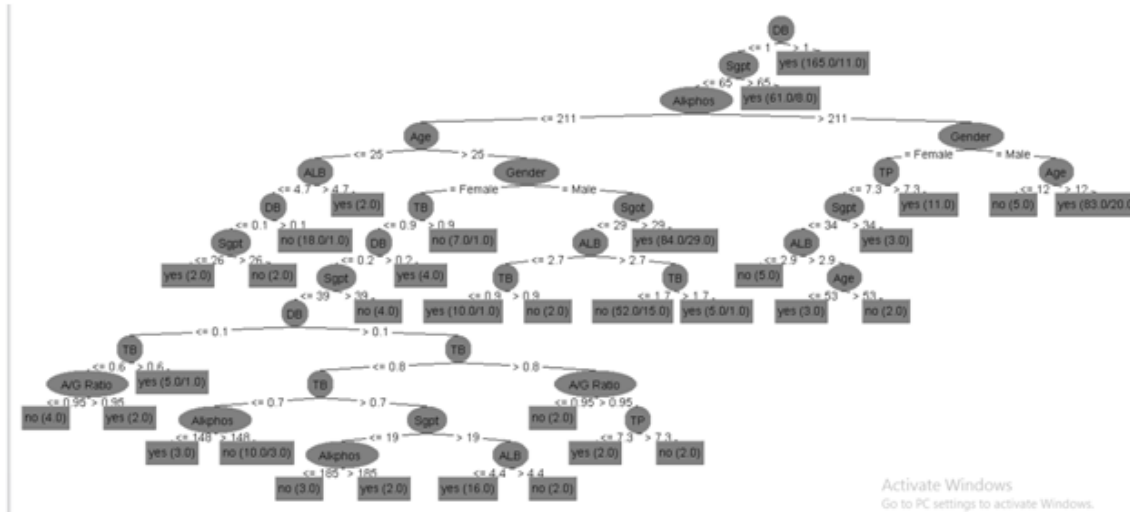 DB
<= 1 > 1
Sgpt yes (165.0/11.0)
<= 65 > 65
Alkphos yes (61.0/8.0)
<= 211 > 211
Age Gender
<= 25 > 25 = Female = Male
ALB Gender TP Age
<= 4.7 > 4.7 = Female = Male <= 7.3 > 7.3 <= 12 > 12
DB yes (2.0) TB Sgot Sgpt yes (11.0) no (5.0) yes (83.0/20.0
<= 0.1 > 0.1 <= 0.9 > 0.9 <= 29 > 29 <= 34 > 34
Sgpt no (18.0/1.0) DB no (7.0/1.0) ALB yes (84.0/29.0) ALB yes (3.0)
<= 26 > 26 <= 0.2 > 0.2 <= 2.7 > 2.7 <= 2.9 > 2.9
yes (2.0) no (2.0) Sgpt yes (4.0) TB TB no (5.0) Age
<= 39 > 39 <= 0.9 > 0.9 <= 1.7 > 1.7 <= 53 > 53
DB no (4.0) yes (10.0/1.0) no (2.0) no (52.0/15.0) yes (5.0/1.0) yes (3.0) no (2.0)
<= 0.1 > 0.1
TB TB
<= 0.6 > 0.6 <= 0.8 > 0.8
A/G Ratio yes (5.0/1.0) TB A/G Ratio
<= 0.95 > 0.95 <= 0.7 > 0.7 <= 0.95 > 0.95
no (4.0) yes (2.0) Alkphos Sgpt no (2.0) TP
<= 148 > 148 <= 19 > 19 <= 7.3 > 7.3
yes (3.0) no (10.0/3.0) Alkphos ALB yes (2.0) no (2.0)
<= 185 > 185 <= 4.4 > 4.4
no (3.0) yes (2.0) yes (16.0) no (2.0)
Activate Windows
Go to PC settings to activate Windows.